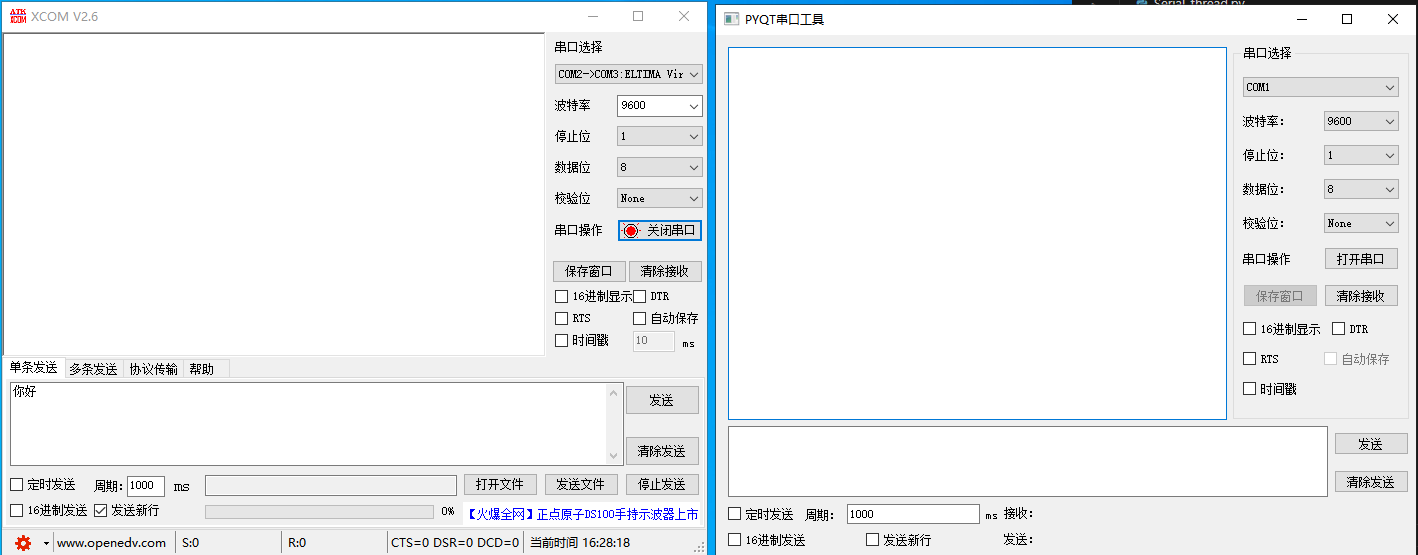 XCOM V2.6
串口选择
COM2->COM3:ELTIMA Vir
波特率 9600
停止位 1
数据位 8
校验位 None
串口操作 关闭串口
保存窗口 清除接收
16进制显示 DTR
RTS 自动保存
时间戳 10 ms
单条发送 多条发送 协议传输 帮助
你好
发送
清除发送
定时发送 周期: 1000 ms 打开文件 发送文件 停止发送
16进制发送 发送新行 0% 【火爆全网】正点原子DS100手持示波器上市
www.openedv.com S:0 R:0 CTS=0 DSR=0 DCD=0 当前时间 16:28:18
Serial_thread.py
PYQT串口工具
串口选择
COM1
波特率: 9600
停止位: 1
数据位: 8
校验位: None
串口操作 打开串口
保存窗口 清除接收
16进制显示 DTR
RTS 自动保存
时间戳
发送
清除发送
定时发送 周期: 1000 ms 接收:
16进制发送 发送新行 发送: